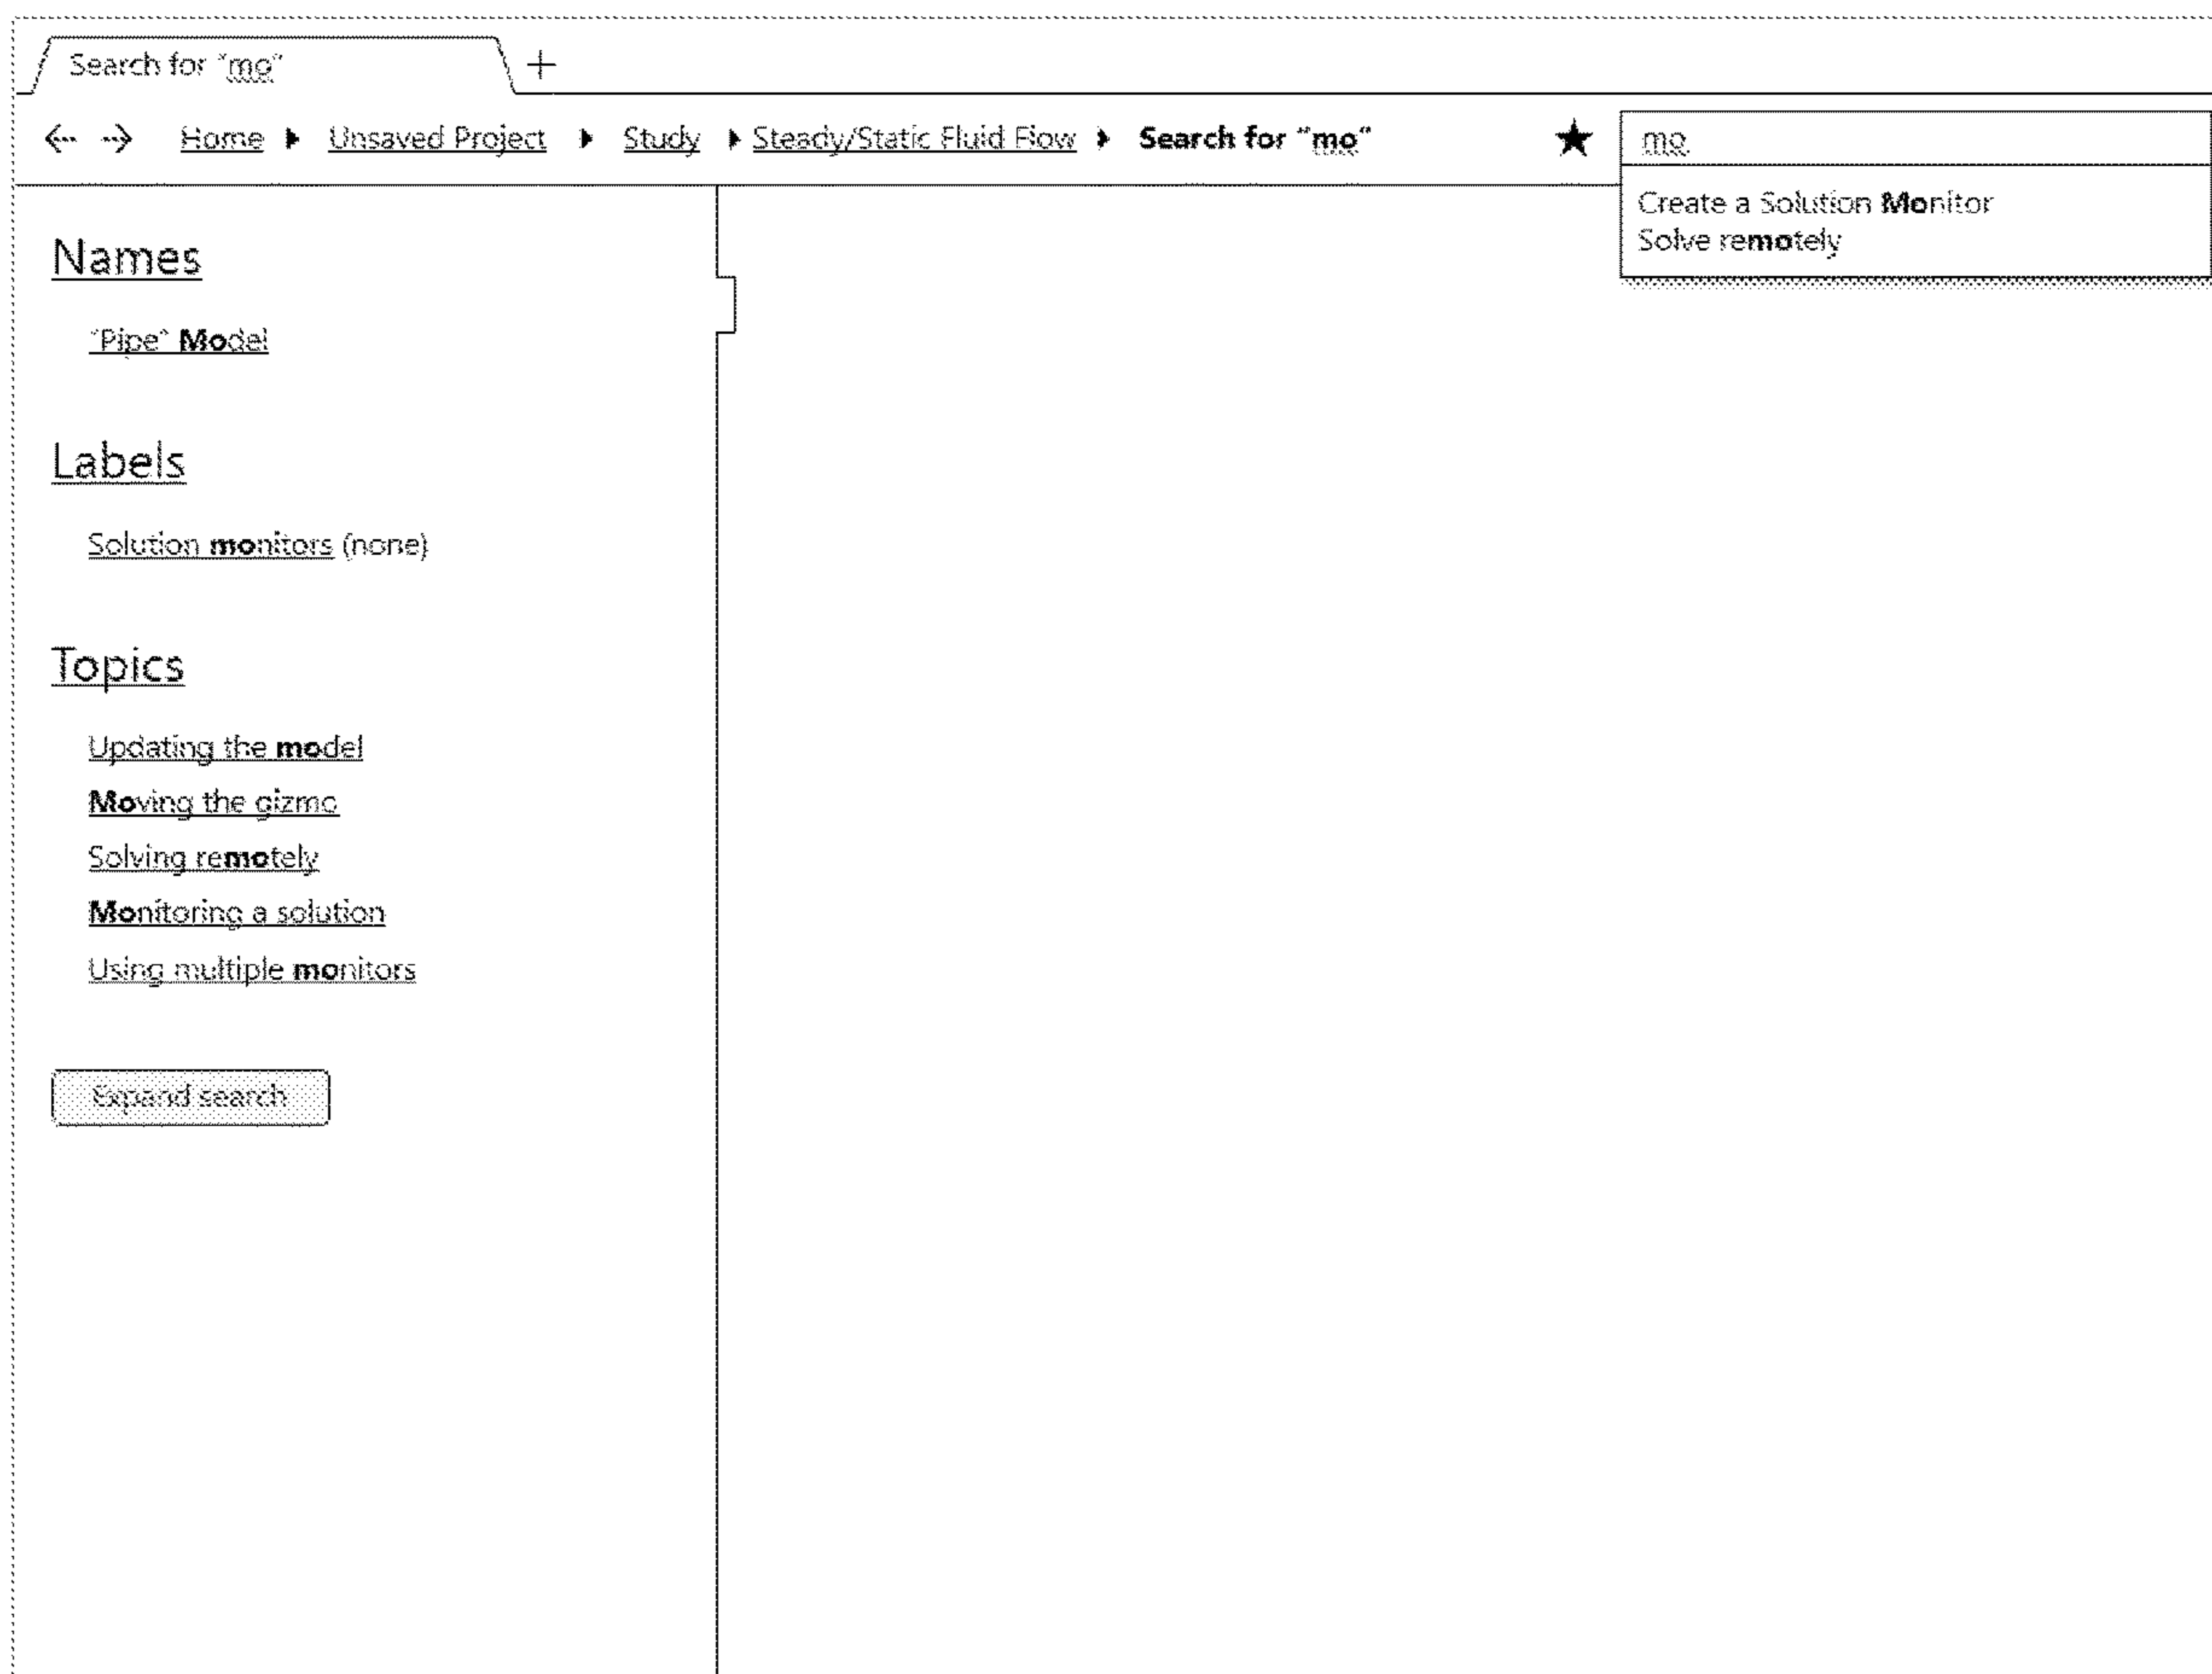 Search for "mo" +
Home Unsaved Project Study Steady/Static Fluid Flow Search for "mo" ★ mo
Create a Solution Monitor
Solve remotely
Names
"Pipe" Model
Labels
Solution monitors (none)
Topics
Updating the model
Moving the gizmo
Solving remotely
Monitoring a solution
Using multiple monitors
Expand search